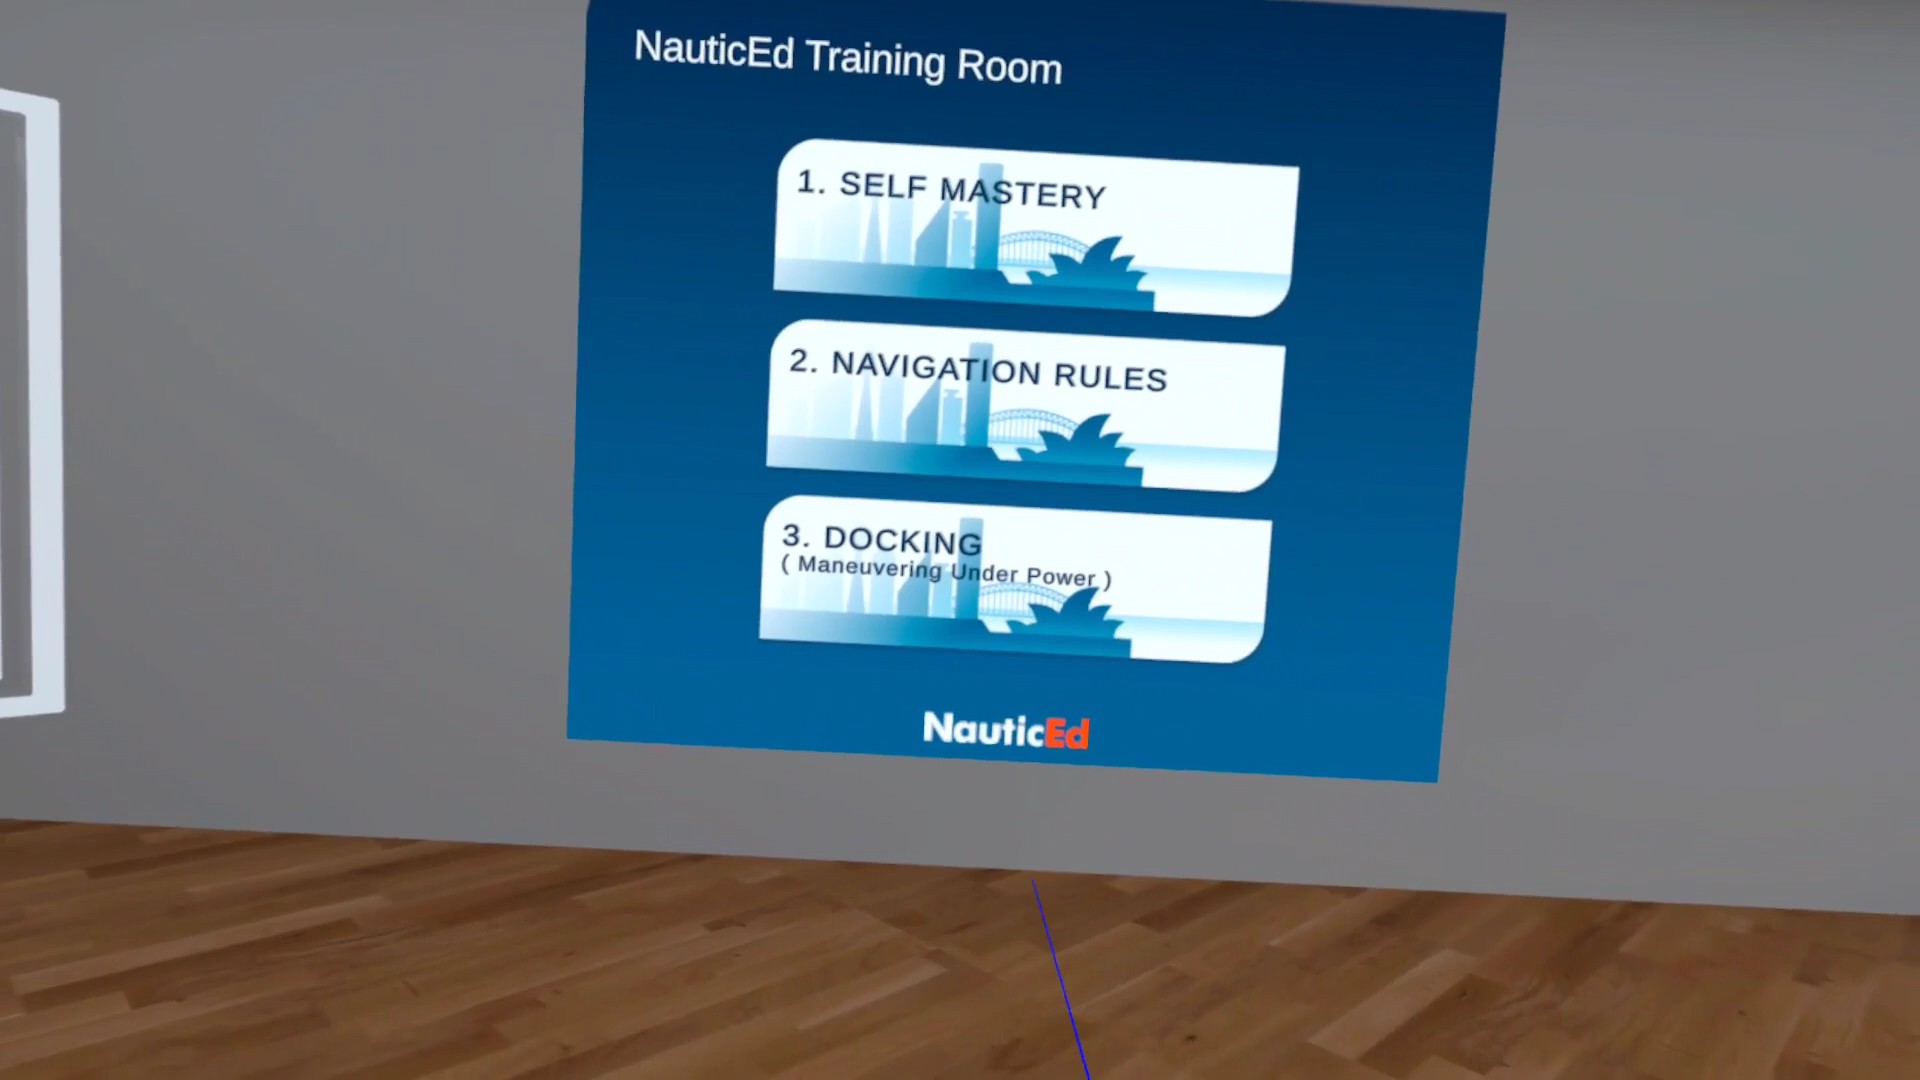 NauticEd Training Room
1. SELF MASTERY
2. NAVIGATION RULES
3. DOCKING
( Maneuvering Under Power )
NauticEd